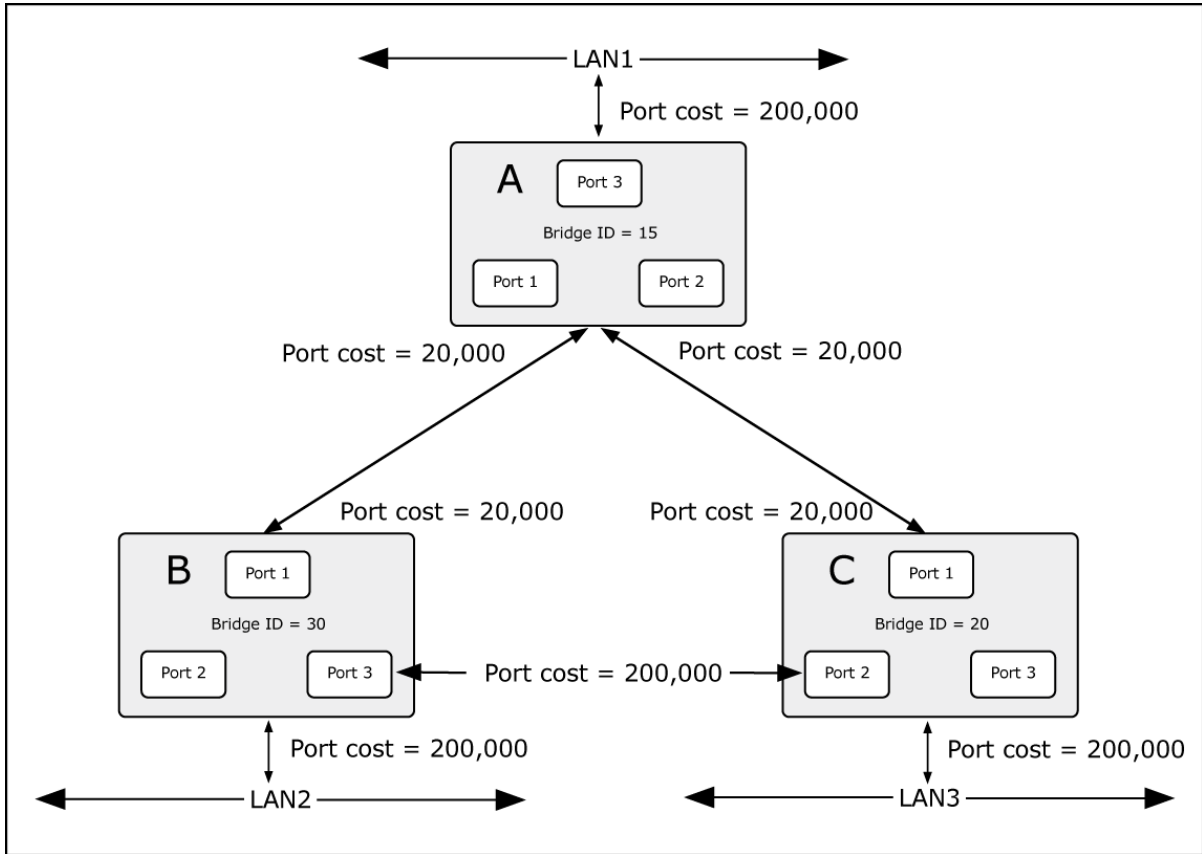 LAN1
Port cost = 200,000
A
Port 3
Bridge ID = 15
Port 1
Port 2
Port cost = 20,000
Port cost = 20,000
Port cost = 20,000
Port cost = 20,000
B
Port 1
Bridge ID = 30
Port 2
Port 3
C
Port 1
Bridge ID = 20
Port 2
Port 3
Port cost = 200,000
Port cost = 200,000
LAN2
Port cost = 200,000
LAN3